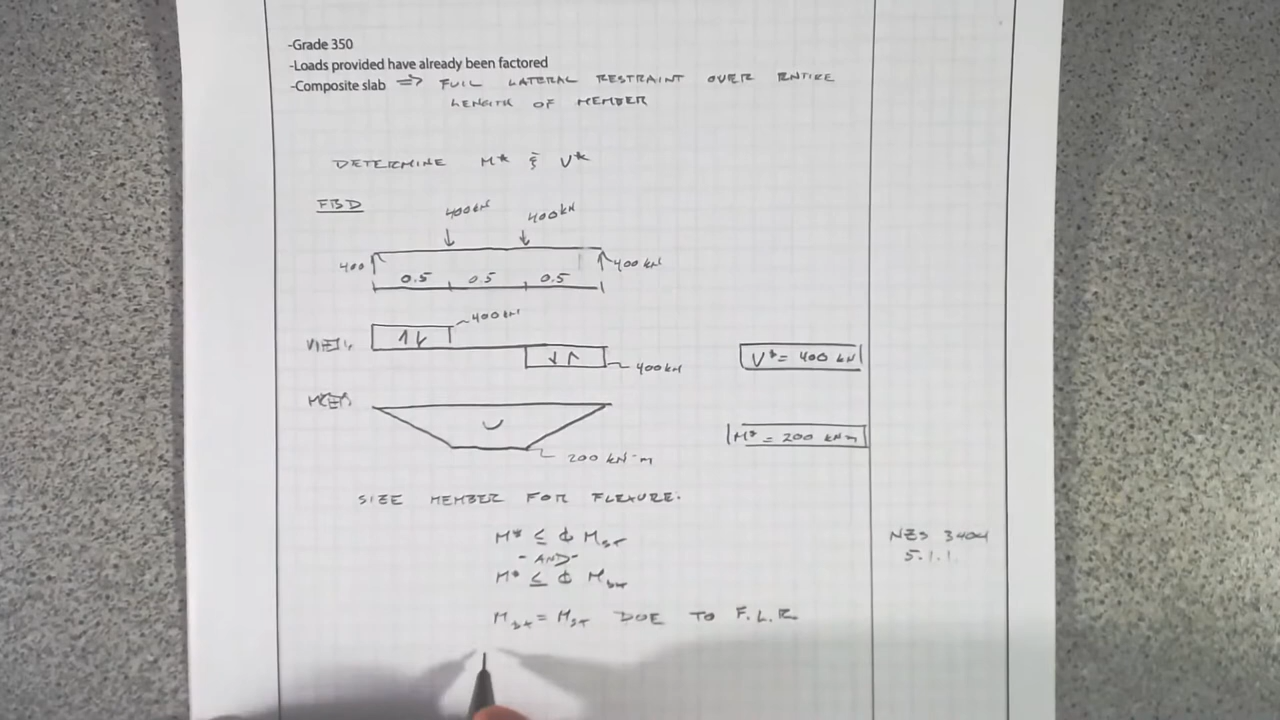 -Grade 350
-Loads provided have already been factored
-Composite slab ⇒ FULL LATERAL RESTRAINT OVER ENTIRE
LENGTH OF MEMBER
DETERMINE M* & V*
FBD
400kN 400kN
400 400 kN
0.5 0.5 0.5
400kN
400kN
V* = 400 kN
M* = 200 kNm
200 kN-m
SIZE MEMBER FOR FLEXURE.
M* ≤ ϕ Msx
NZS 3404
-AND-
5.1.1
M* ≤ ϕ Mbx
Mbx = Msx DUE TO F.L.R